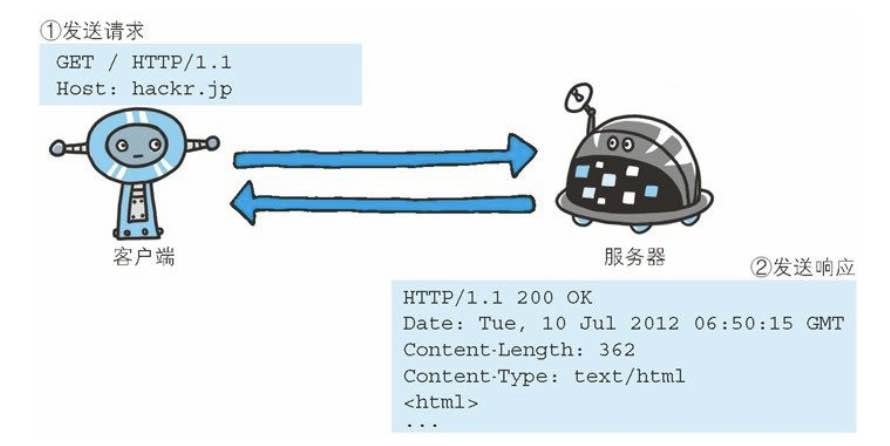 ①发送请求
GET / HTTP/1.1
Host: hackr.jp
客户端
服务器
②发送响应
HTTP/1.1 200 OK
Date: Tue, 10 Jul 2012 06:50:15 GMT
Content-Length: 362
Content-Type: text/html
<html>
...